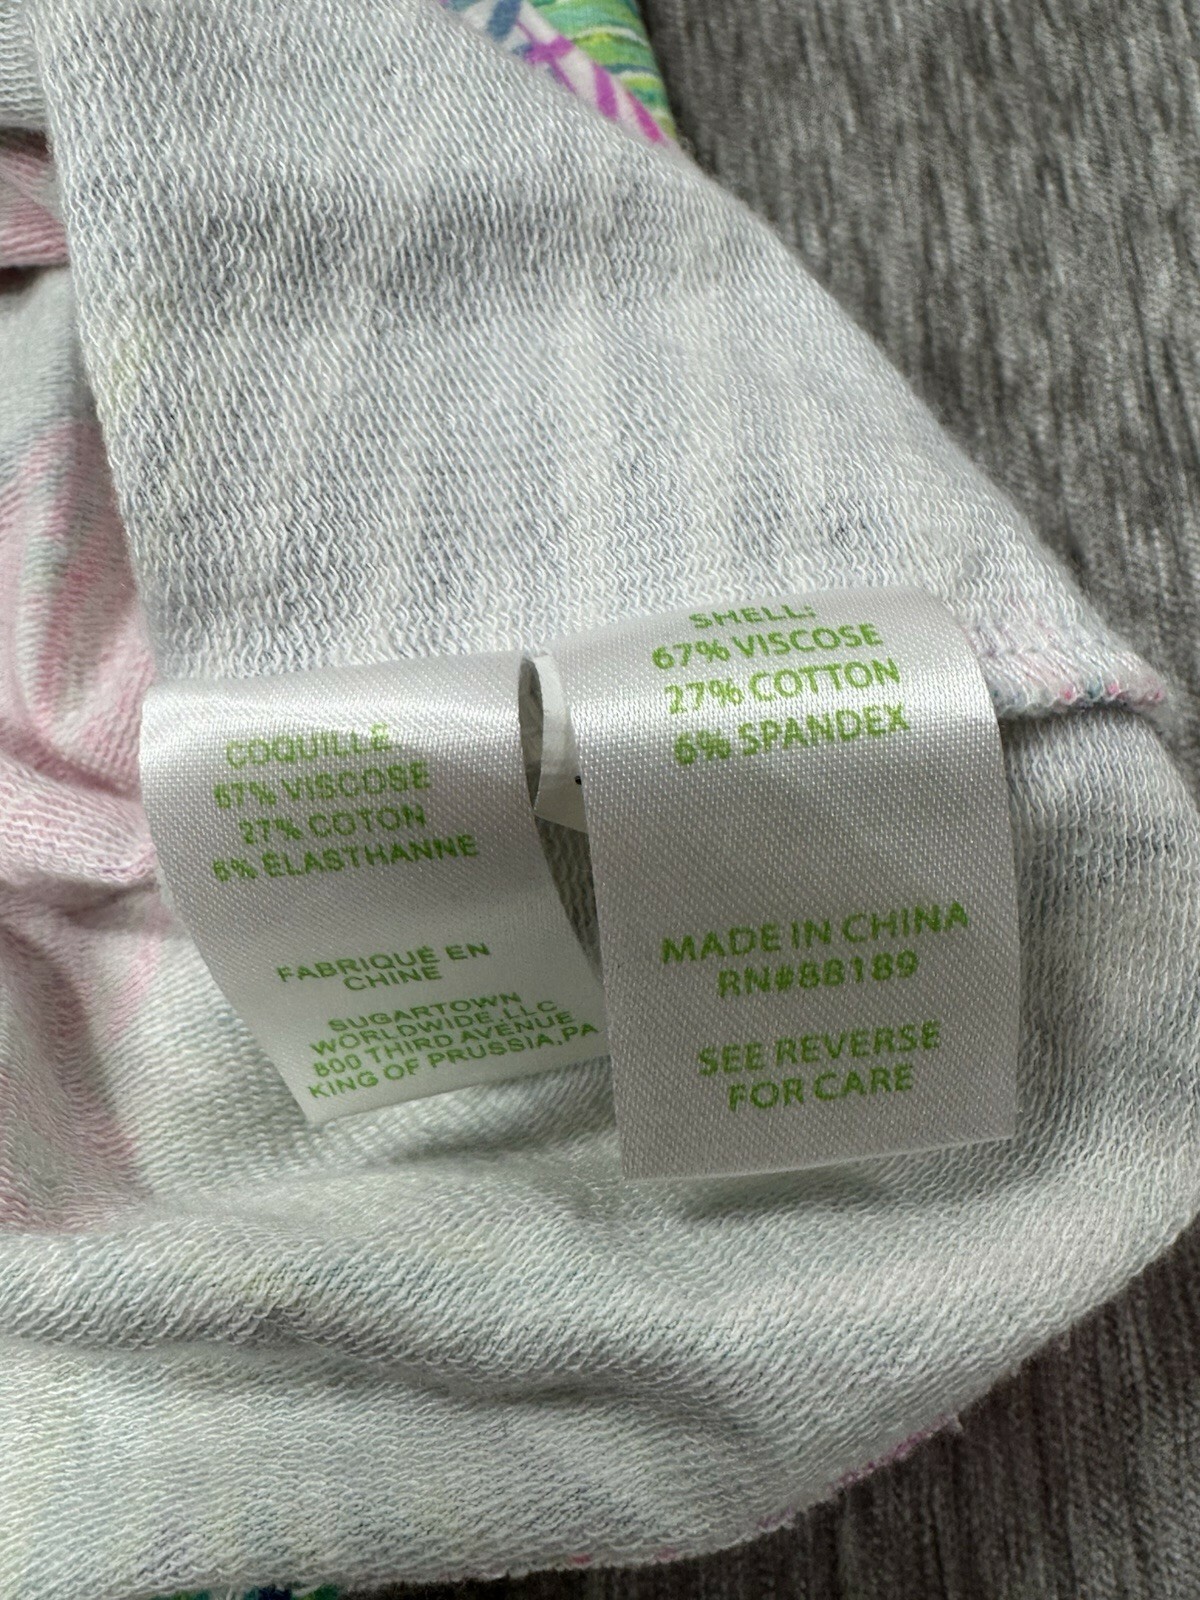 COQUILLE
67% VISCOSE
27% COTON
6% ÉLASTHANNE
FABRIQUÉ EN
CHINE
SUGARTOWN
WORLDWIDE, LLC
800 THIRD AVENUE
KING OF PRUSSIA, PA
SHELL:
67% VISCOSE
27% COTTON
6% SPANDEX
MADE IN CHINA
RN#88189
SEE REVERSE
FOR CARE